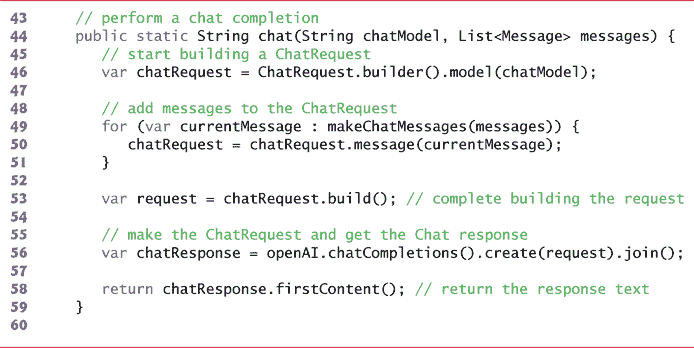 43 // perform a chat completion
44 public static String chat(String chatModel, List<Message> messages) {
45 // start building a ChatRequest
46 var chatRequest = ChatRequest.builder().model(chatModel);
47
48 // add messages to the ChatRequest
49 for (var currentMessage : makeChatMessages(messages)) {
50 chatRequest = chatRequest.message(currentMessage);
51 }
52
53 var request = chatRequest.build(); // complete building the request
54
55 // make the ChatRequest and get the Chat response
56 var chatResponse = openAI.chatCompletions().create(request).join();
57
58 return chatResponse.firstContent(); // return the response text
59 }
60